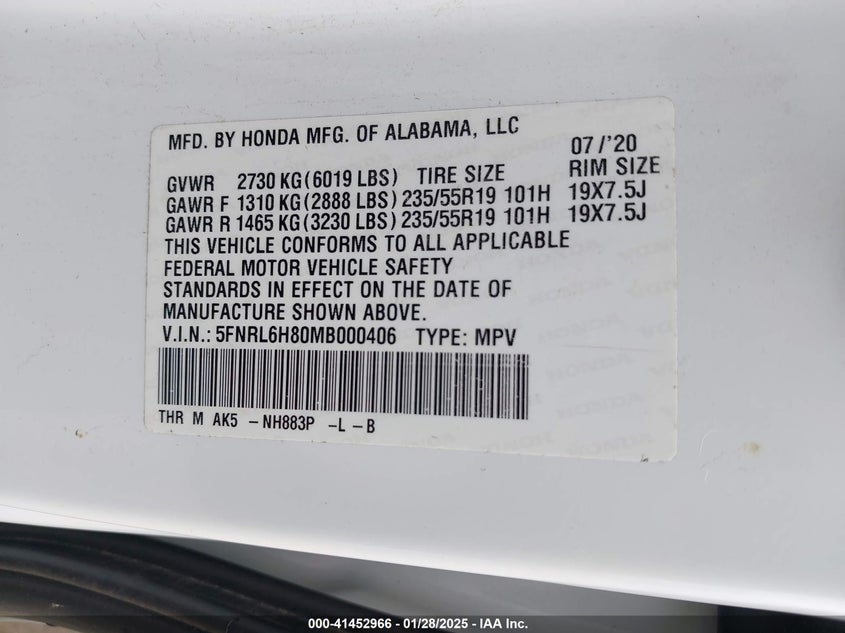 MFD. BY HONDA MFG. OF ALABAMA, LLC 07/'20
GVWR 2730 KG(6019 LBS) TIRE SIZE RIM SIZE
GAWR F 1310 KG(2888 LBS) 235/55R19 101H 19X7.5J
GAWR R 1465 KG(3230 LBS) 235/55R19 101H 19X7.5J
THIS VEHICLE CONFORMS TO ALL APPLICABLE
FEDERAL MOTOR VEHICLE SAFETY
STANDARDS IN EFFECT ON THE DATE OF
MANUFACTURE SHOWN ABOVE.
V.I.N.: 5FNRL6H80MB000406 TYPE: MPV
THR M AK5 -NH883P -L -B
000-41452966 - 01/28/2025 - IAA Inc.